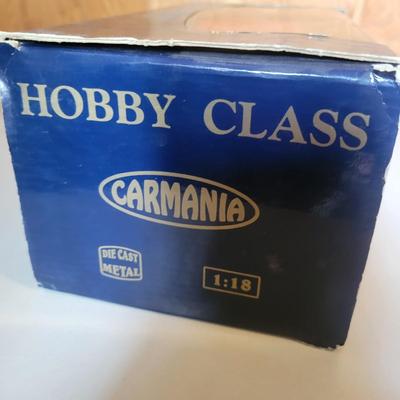 HOBBY CLASS
CARMANIA
DIE CAST
METAL
1:18